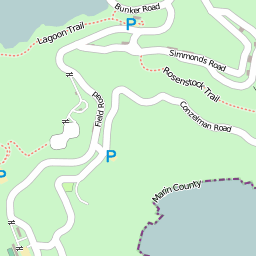 Bunker Road
P
Lagoon Trail
Simmonds Road
Rosenstock Trail
Field Road
Conzelman Road
P
P
Marin County